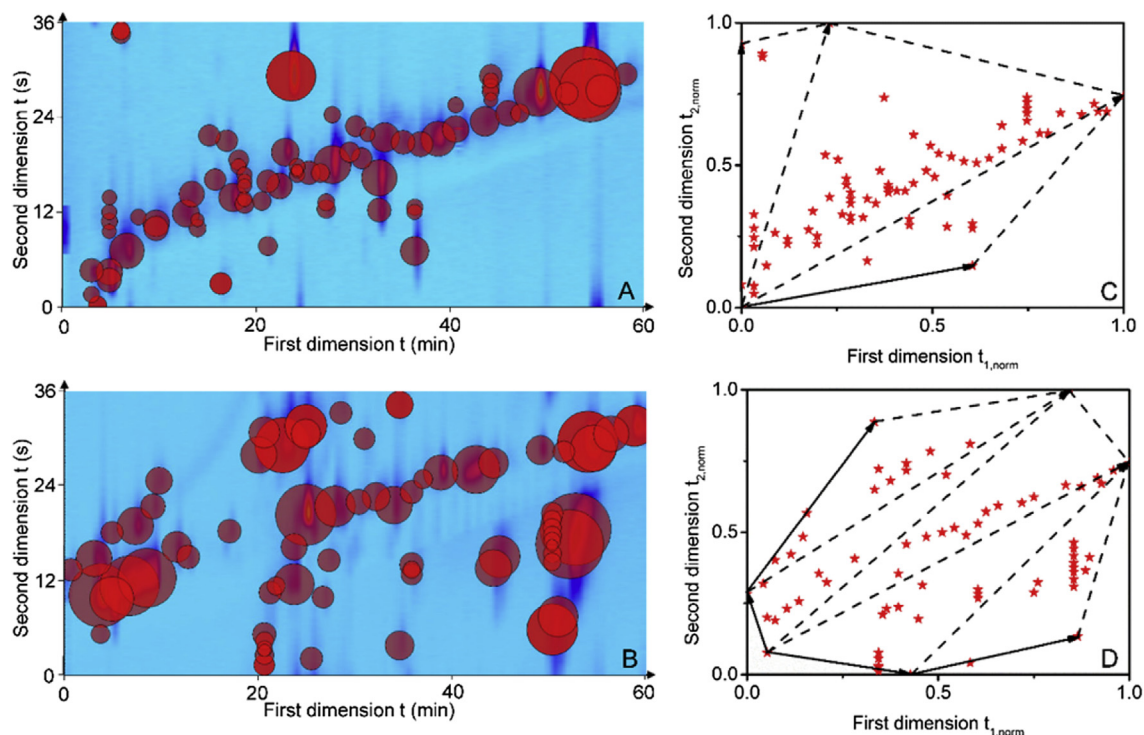 36
24
12
0
Second dimension t (s)
A
0
20
40
60
First dimension t (min)
1.0
0.5
0.0
Second dimension t2,norm
C
0.0
0.5
1.0
First dimension t1,norm
36
24
12
0
Second dimension t (s)
B
0
20
40
60
First dimension t (min)
1.0
0.5
0.0
Second dimension t2,norm
D
0.0
0.5
1.0
First dimension t1,norm